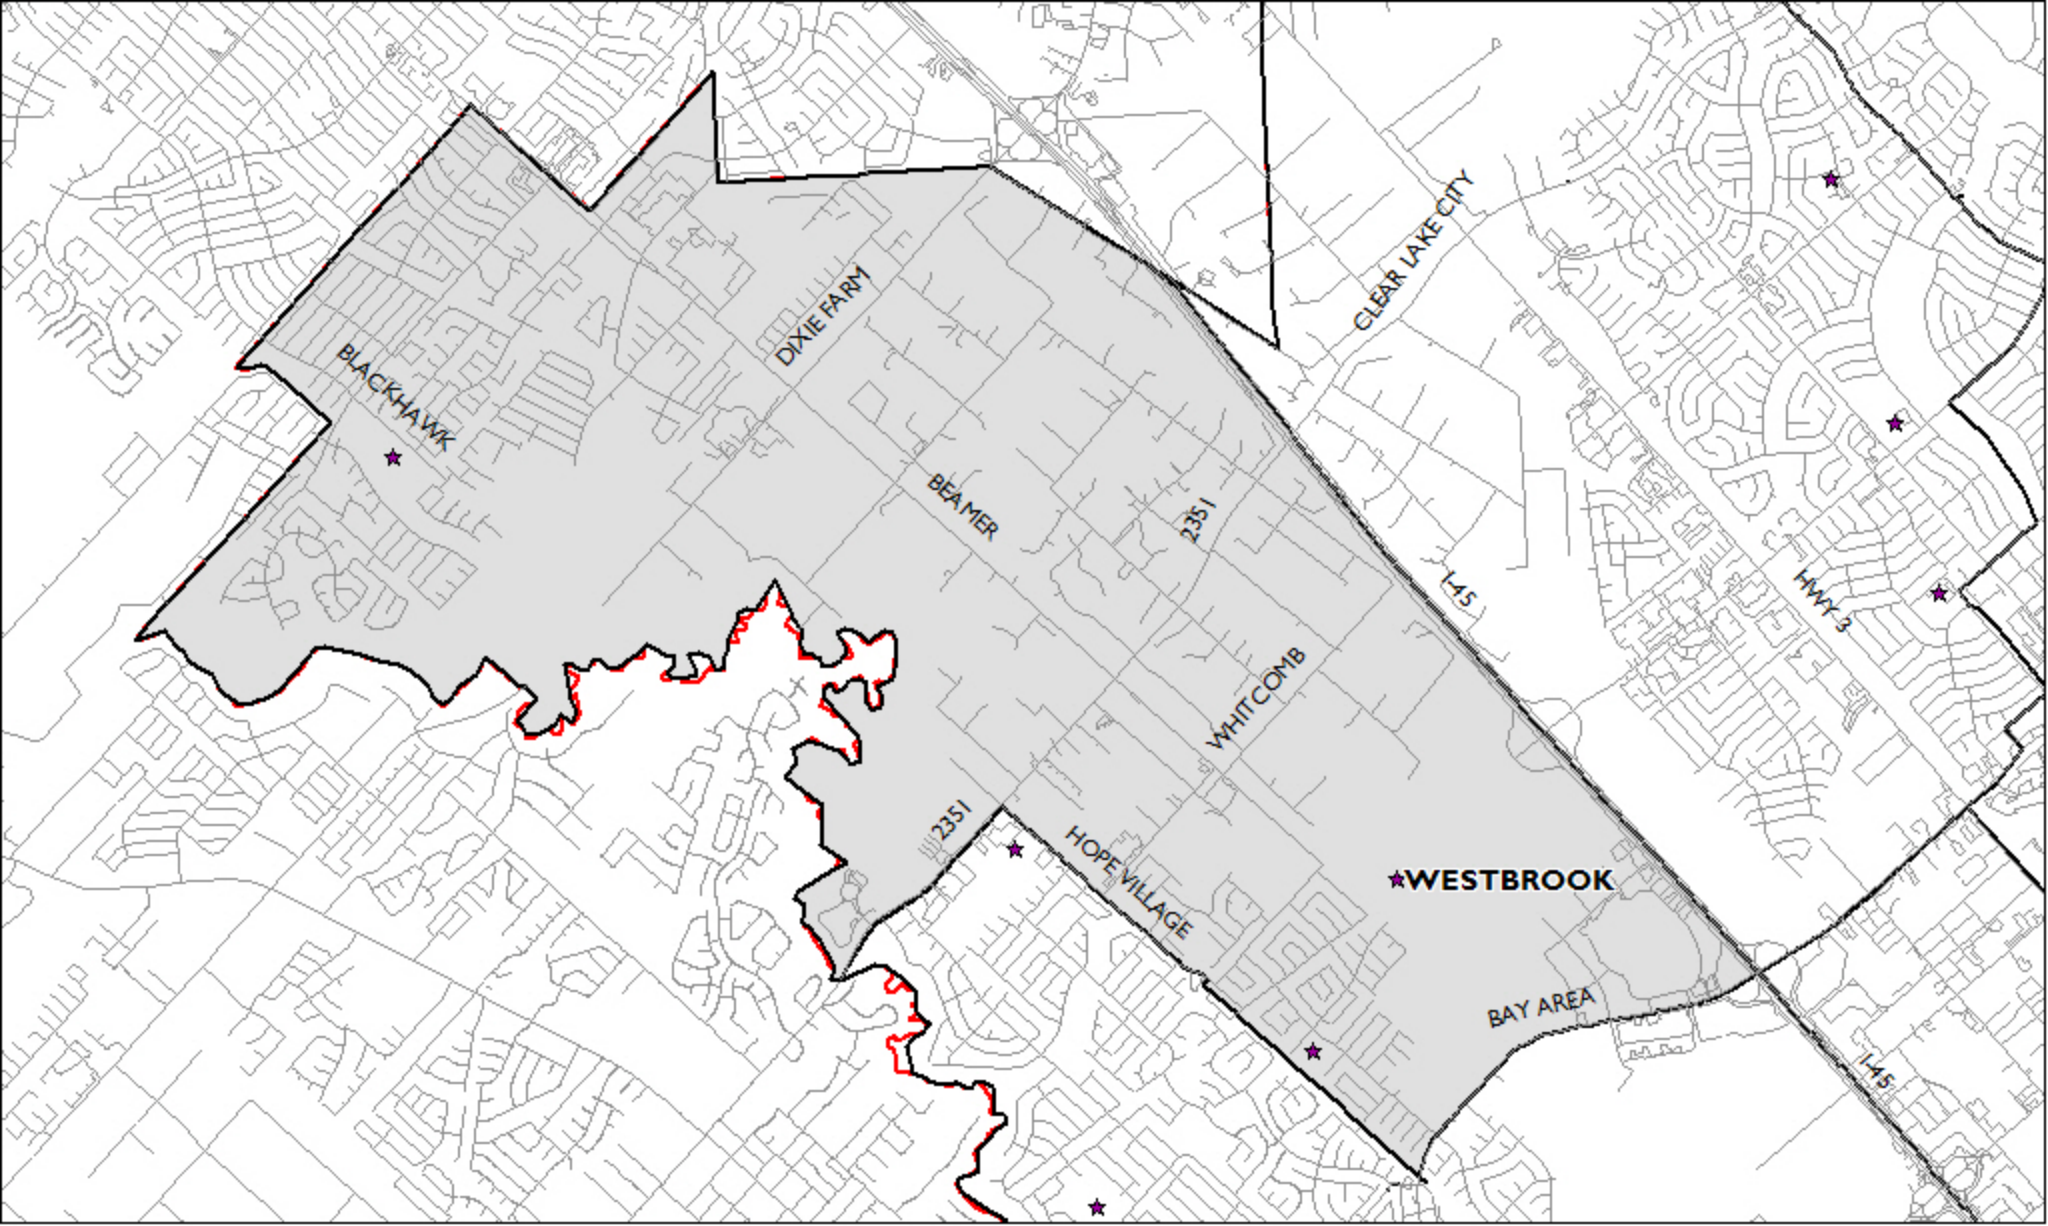 CLEAR LAKE CITY
DIXIE FARM
BLACKHAWK
BEAMER
2351
I-45
HWY 3
WHITCOMB
2351
HOPE VILLAGE
WESTBROOK
BAY AREA
I-45